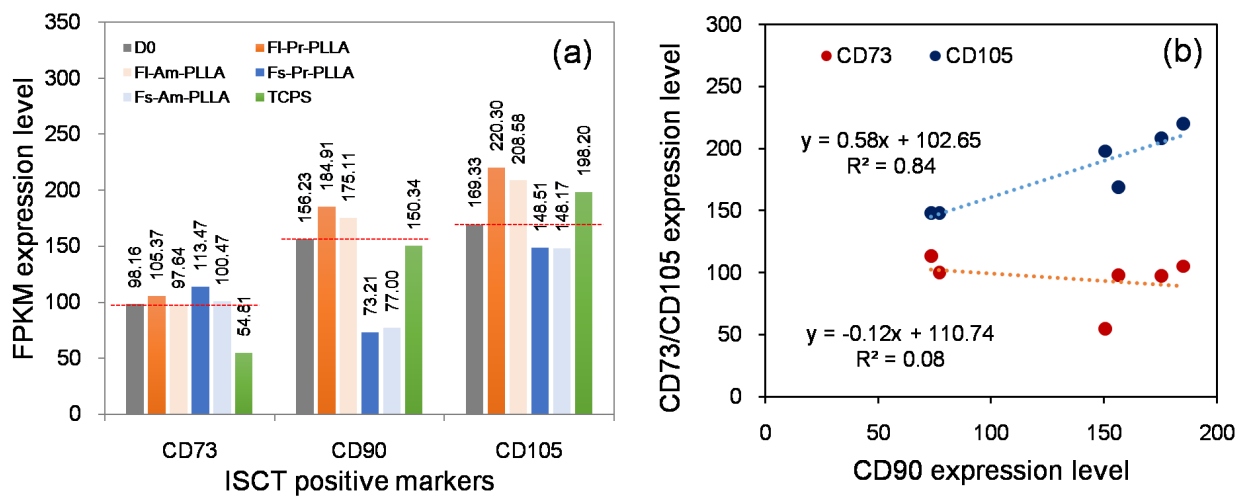 (a)
FPKM expression level
350
300
250
200
150
100
50
0
D0
Fl-Pr-PLLA
Fl-Am-PLLA
Fs-Pr-PLLA
Fs-Am-PLLA
TCPS
98.16
105.37
97.64
113.47
100.47
54.81
156.23
184.91
175.11
73.21
77.00
150.34
169.33
220.30
208.58
148.51
148.17
198.20
CD73
CD90
CD105
ISCT positive markers
(b)
CD73/CD105 expression level
300
250
200
150
100
50
0
CD73
CD105
y = 0.58x + 102.65
R² = 0.84
y = -0.12x + 110.74
R² = 0.08
0
50
100
150
200
CD90 expression level